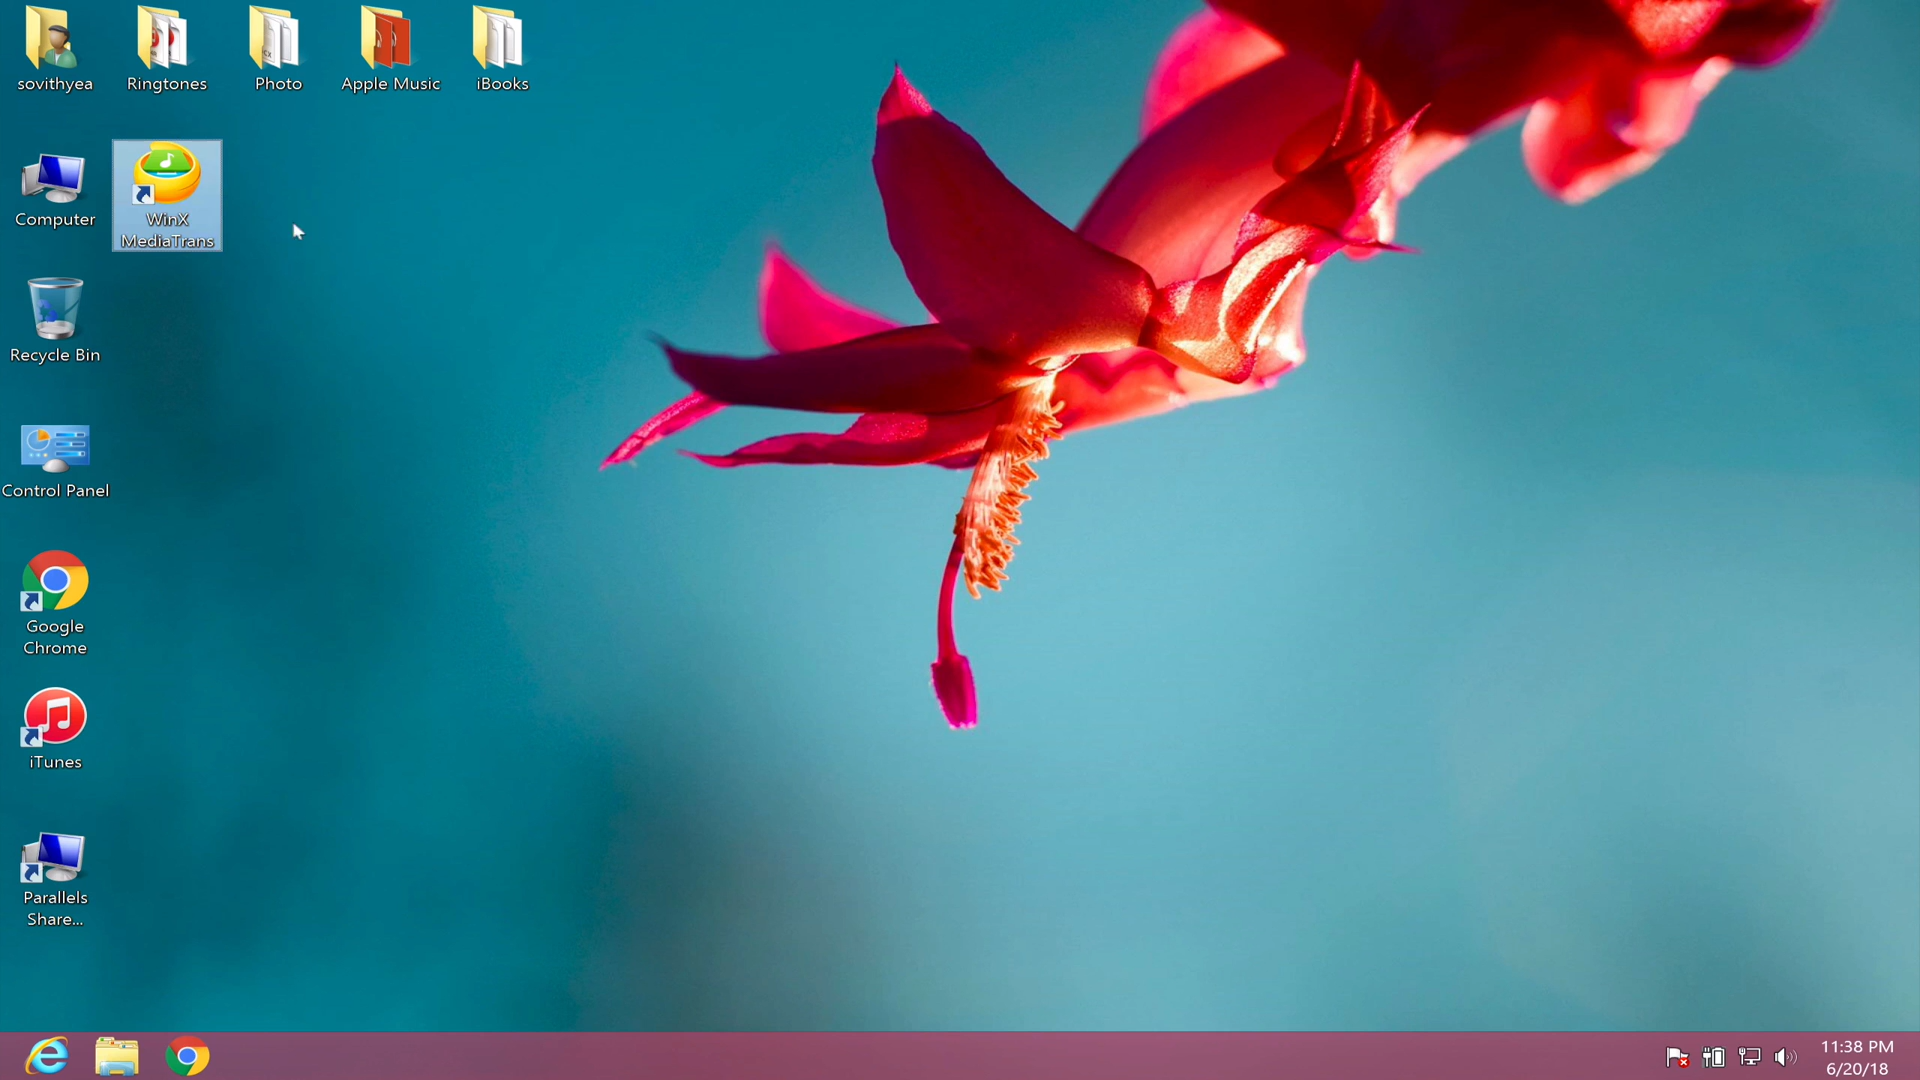 sovithyea
Ringtones
Photo
Apple Music
iBooks
Computer
WinX
MediaTrans
Recycle Bin
Control Panel
Google
Chrome
iTunes
Parallels
Share...
11:38 PM
6/20/18